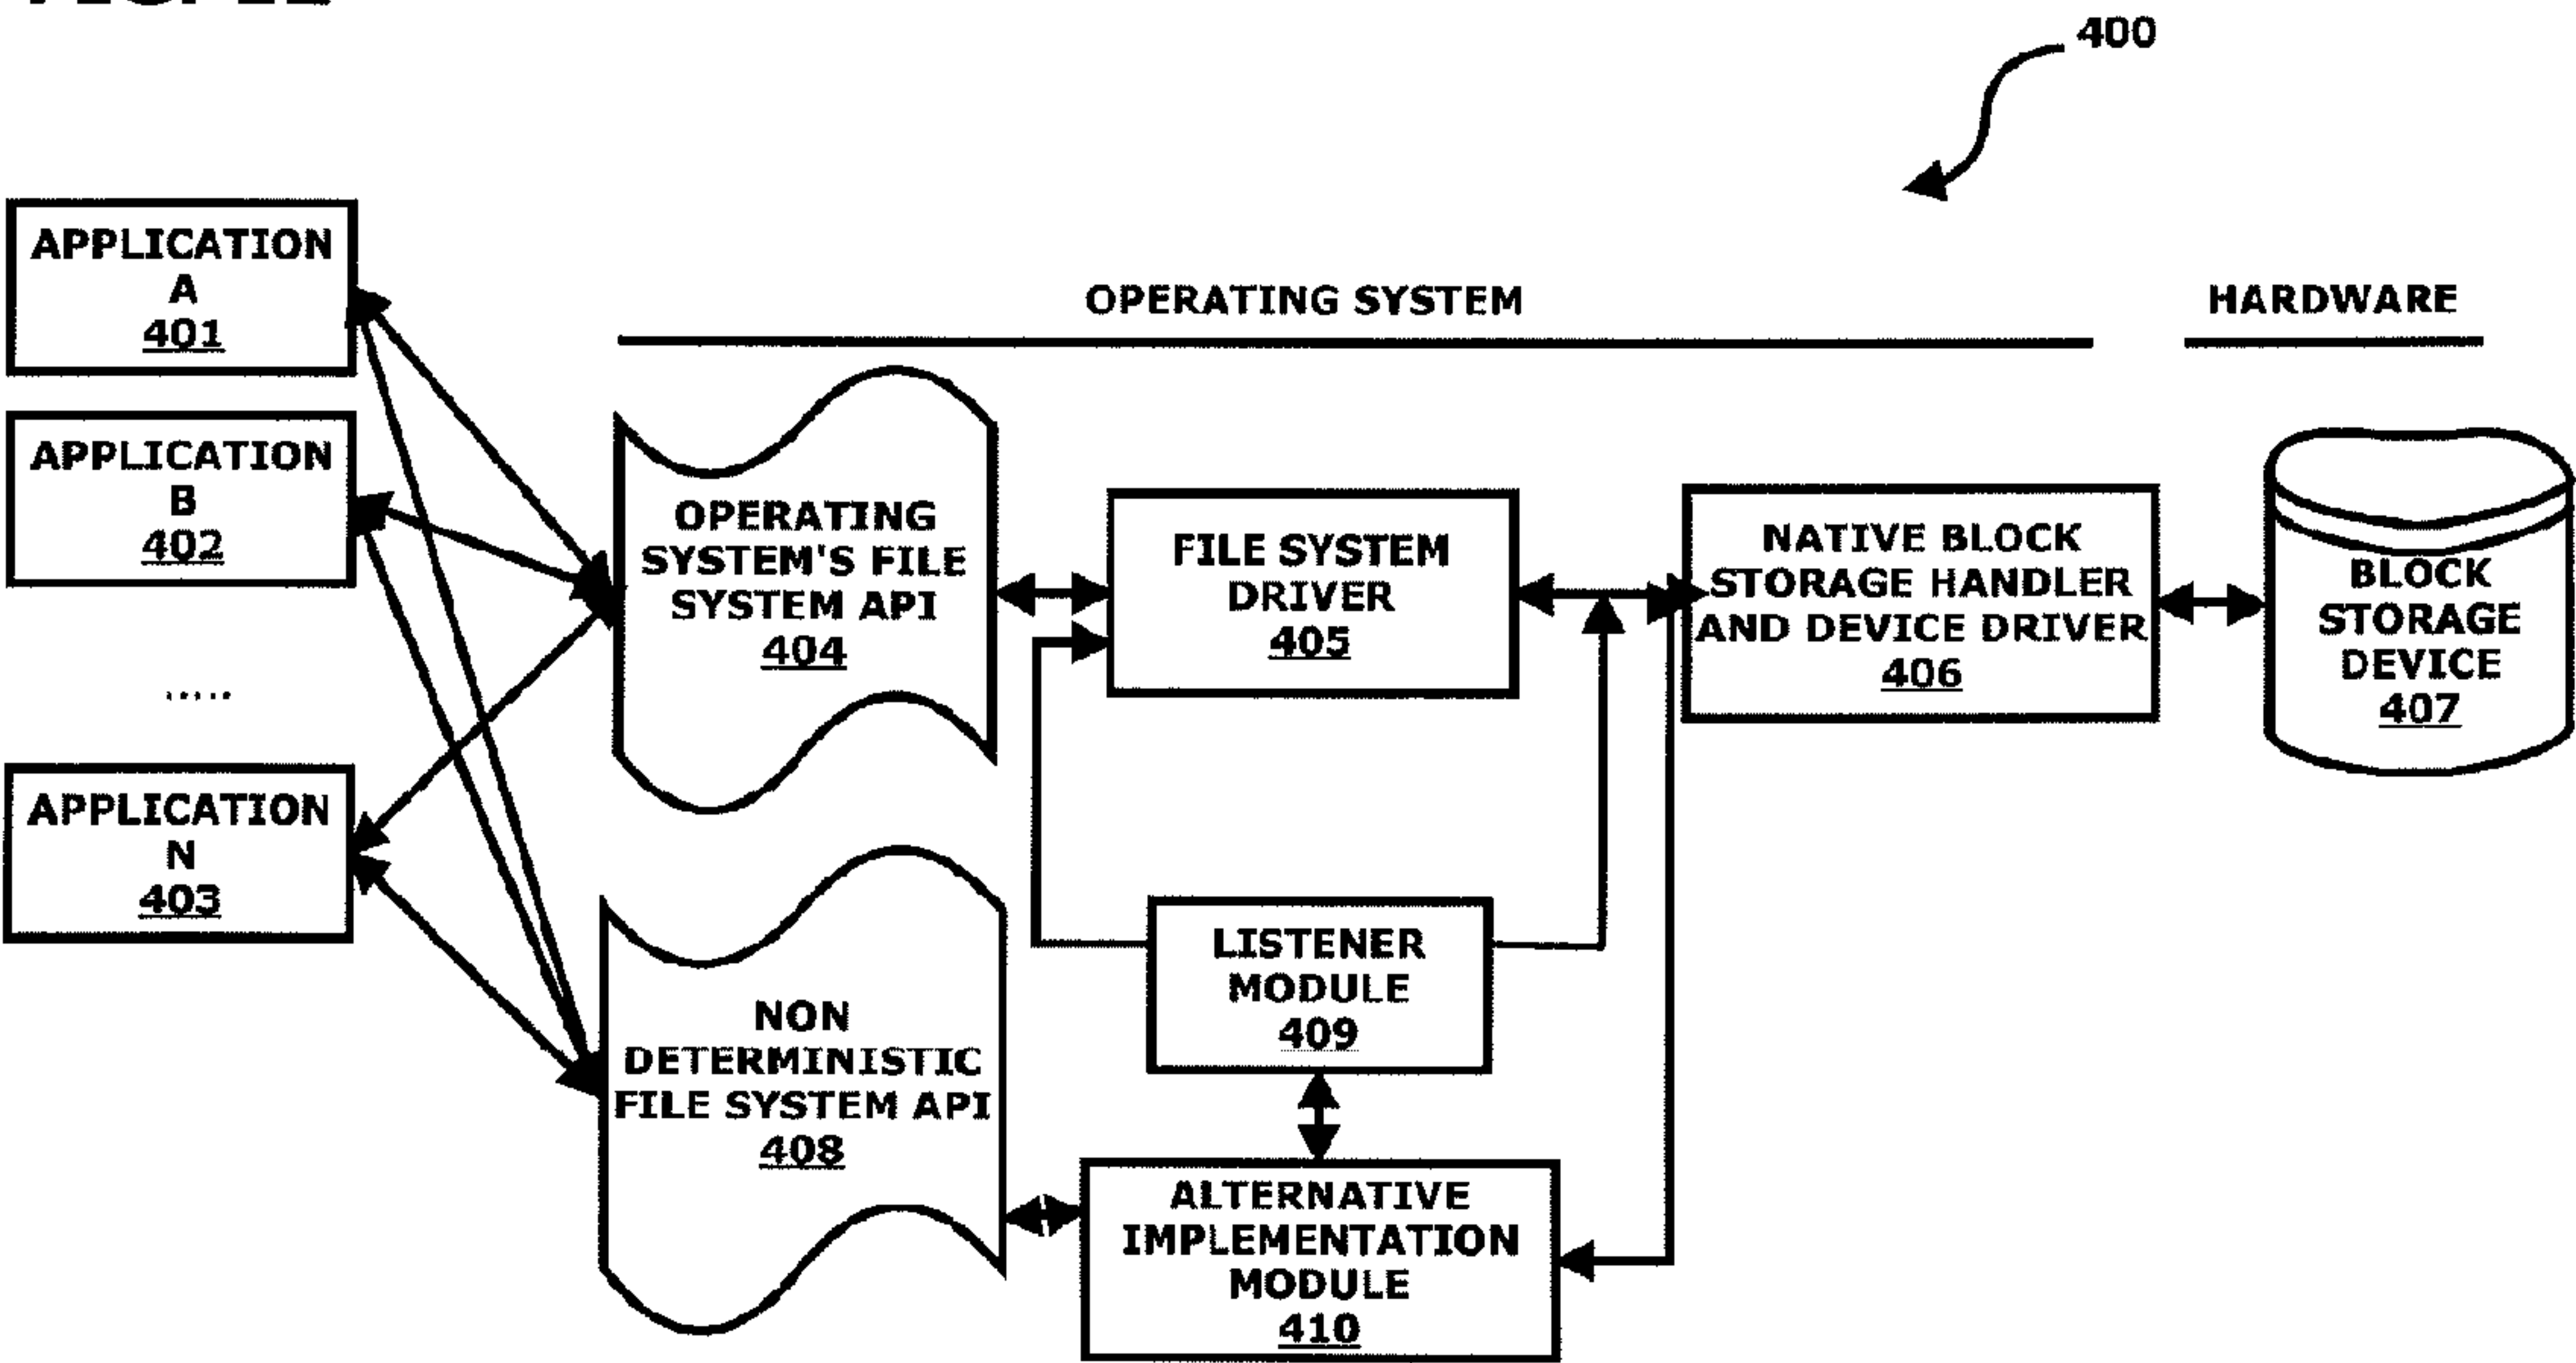 400
OPERATING SYSTEM
HARDWARE
APPLICATION
A
401
APPLICATION
B
402
.....
APPLICATION
N
403
OPERATING
SYSTEM'S FILE
SYSTEM API
404
FILE SYSTEM
DRIVER
405
NATIVE BLOCK
STORAGE HANDLER
AND DEVICE DRIVER
406
BLOCK
STORAGE
DEVICE
407
NON
DETERMINISTIC
FILE SYSTEM API
408
LISTENER
MODULE
409
ALTERNATIVE
IMPLEMENTATION
MODULE
410